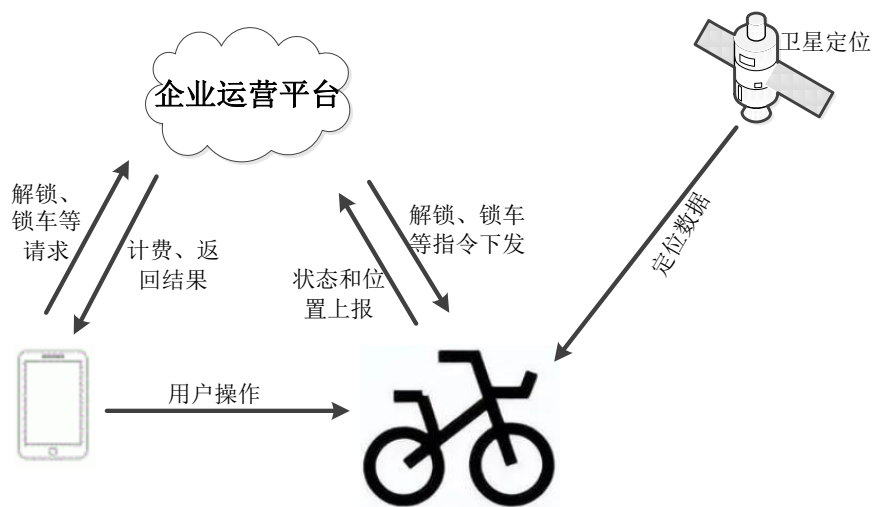 企业运营平台
卫星定位
解锁、
锁车等
请求
计费、返
回结果
状态和位
置上报
解锁、锁车
等指令下发
定位数据
用户操作